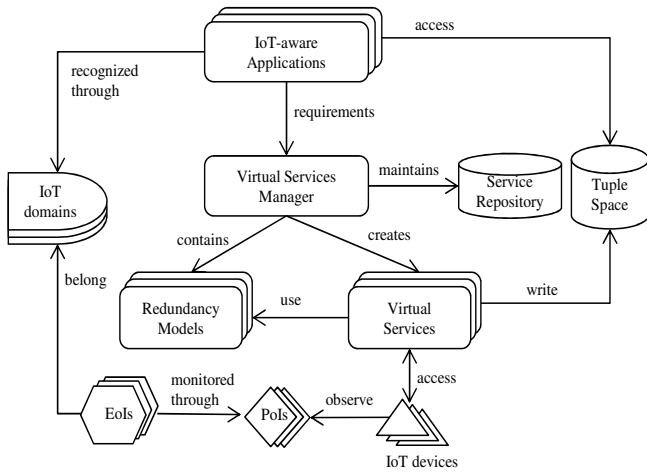 IoT-aware
Applications
access
recognized
through
requirements
IoT
domains
Virtual Services
Manager
maintains
Service
Repository
Tuple
Space
contains
creates
belong
Redundancy
Models
use
Virtual
Services
write
EoIs
monitored
through
PoIs
observe
access
IoT devices